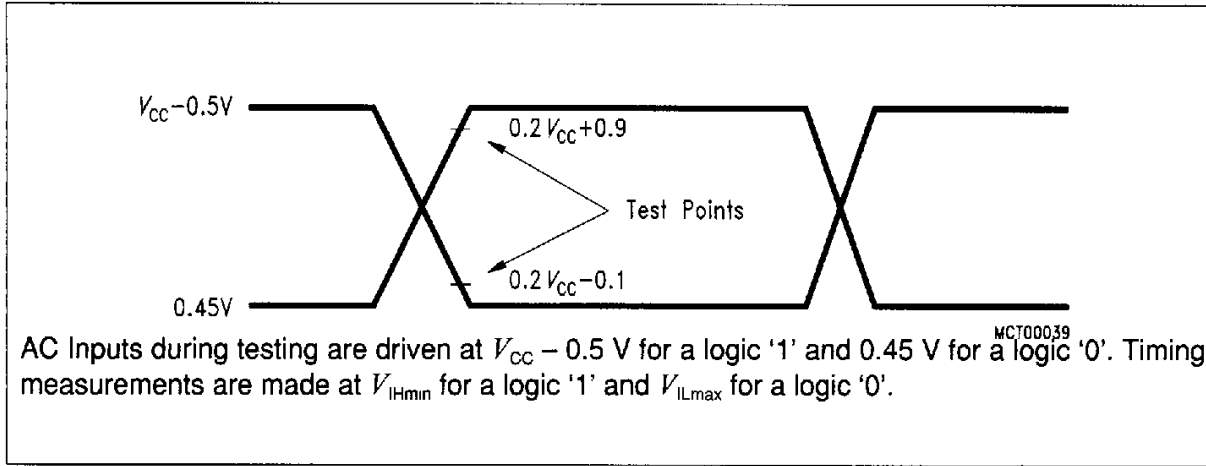 V_CC−0.5V
0.2 V_CC+0.9
Test Points
0.2 V_CC−0.1
0.45V
MCT00039
AC Inputs during testing are driven at V_CC – 0.5 V for a logic ‘1’ and 0.45 V for a logic ‘0’. Timing
measurements are made at V_IHmin for a logic ‘1’ and V_ILmax for a logic ‘0’.